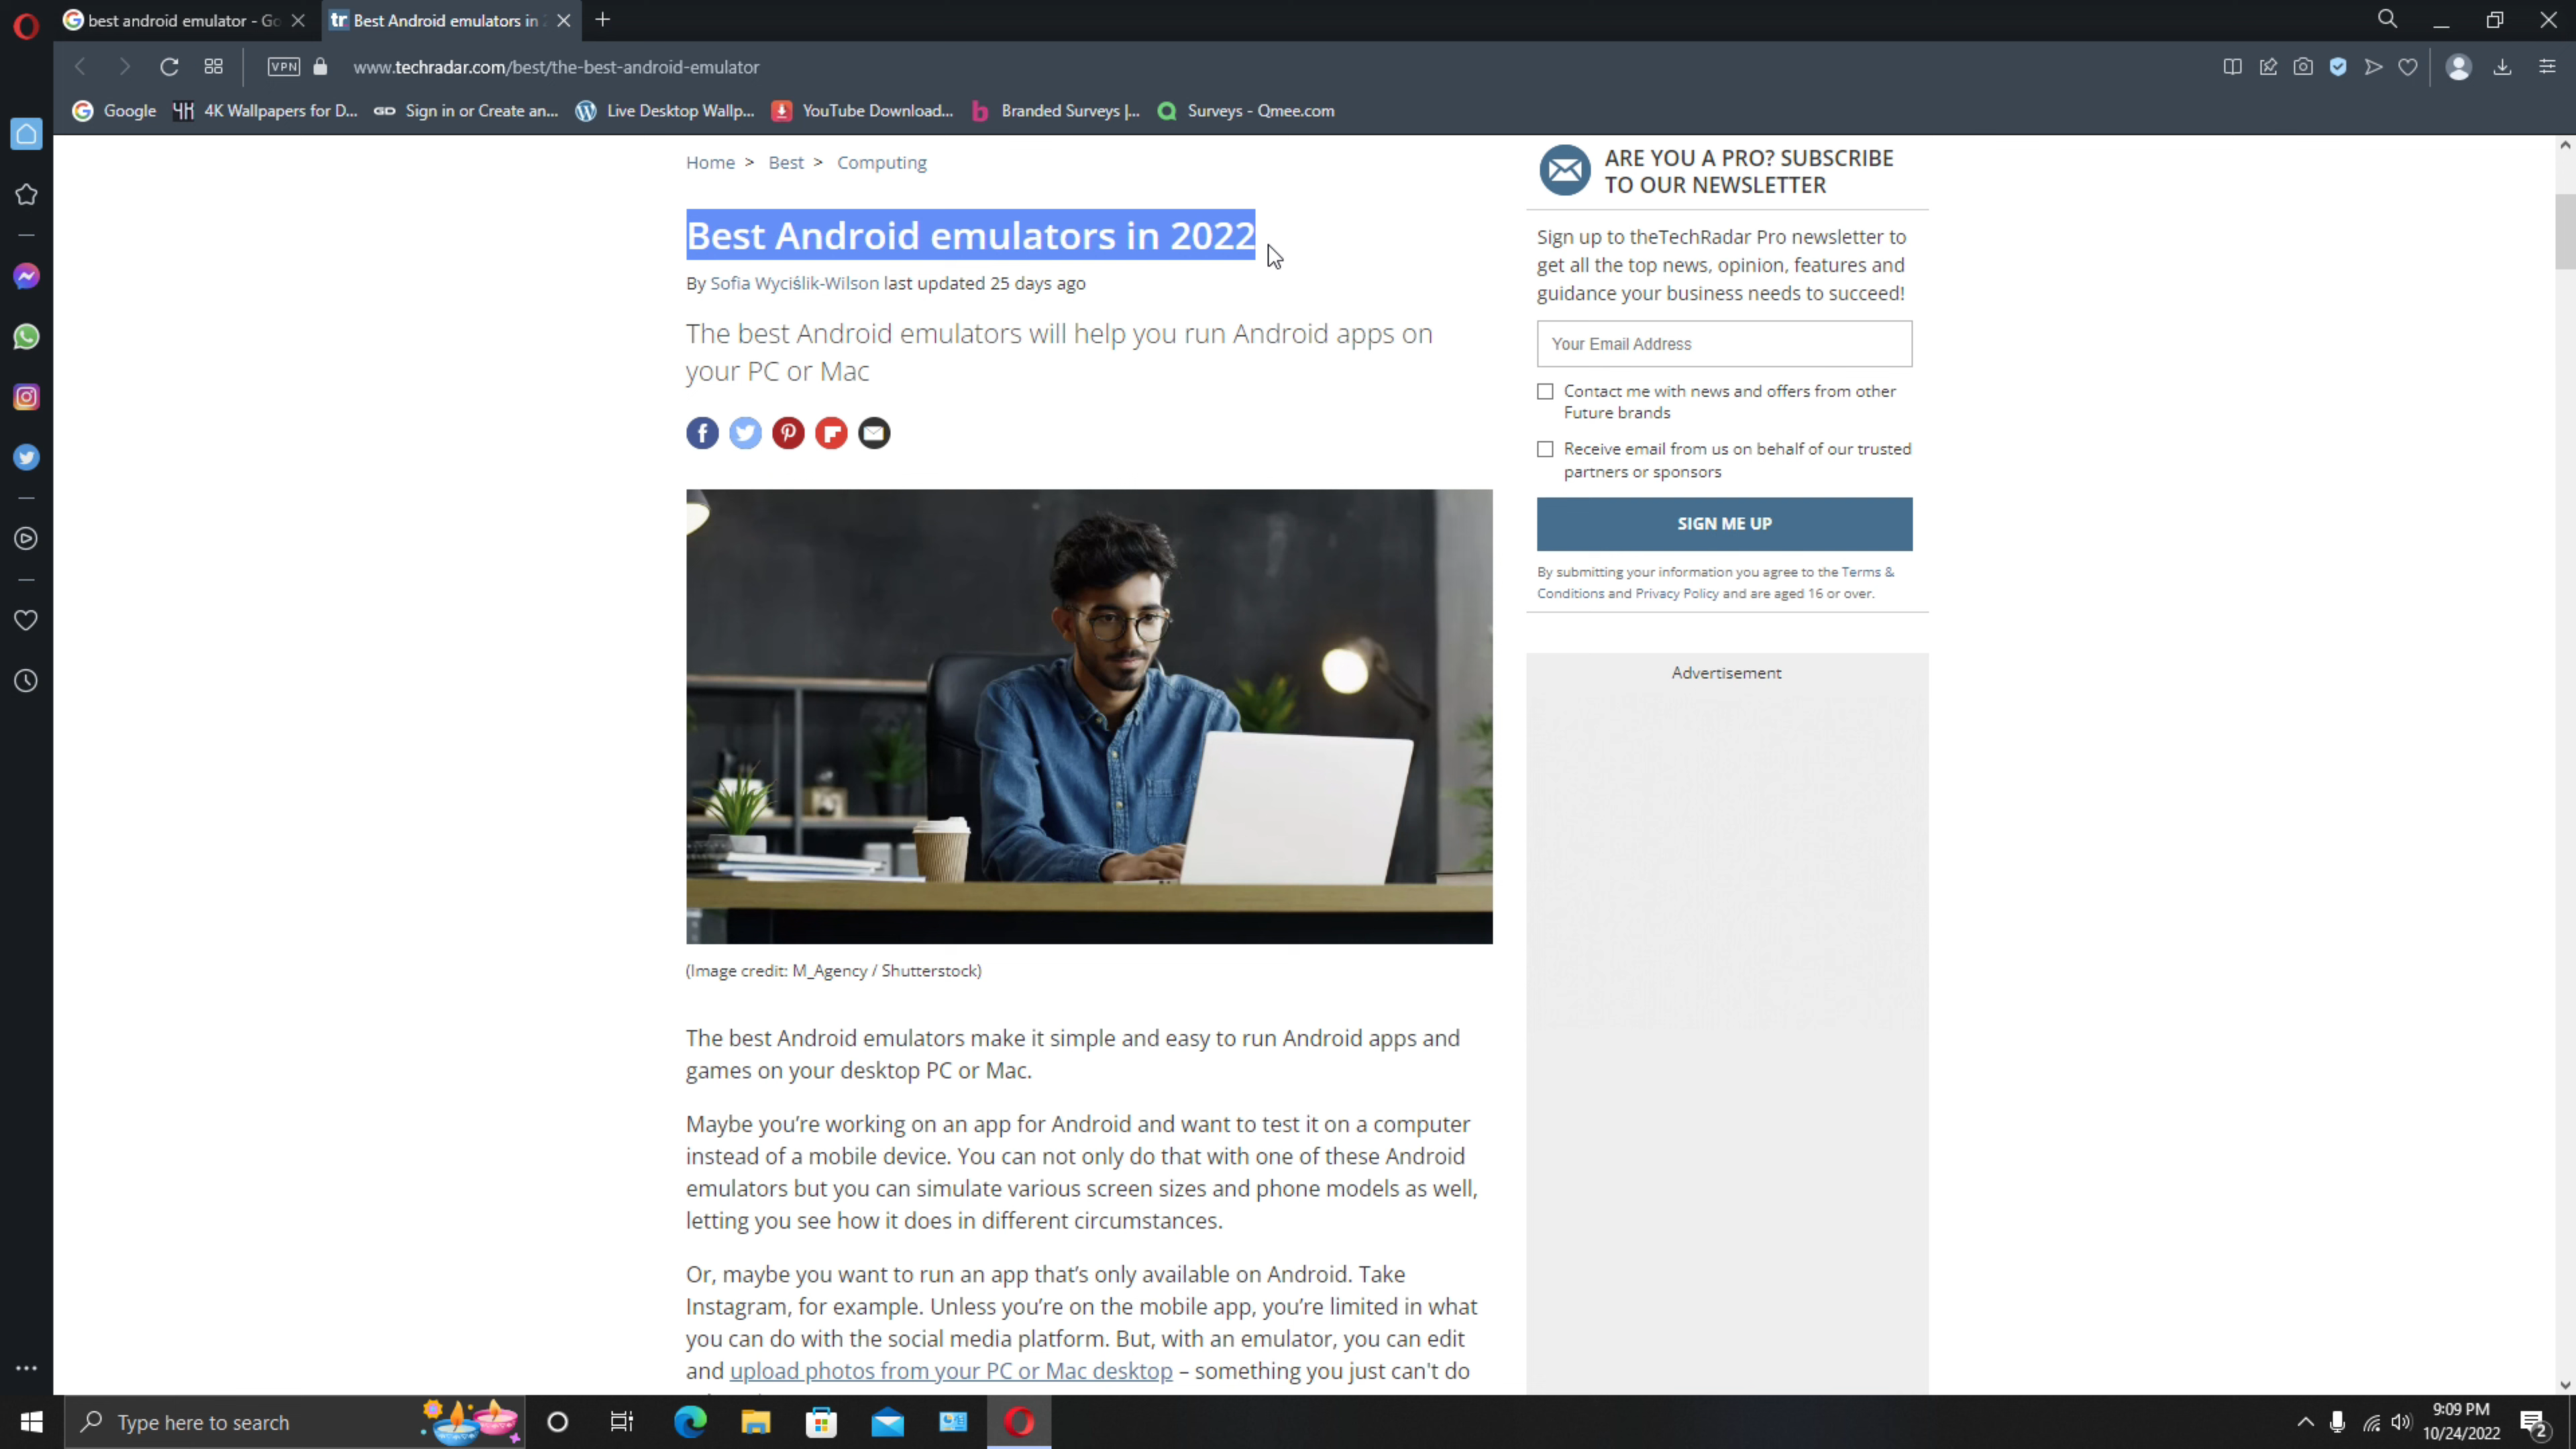 best android emulator - Go
Best Android emulators in 2
VPN
www.techradar.com/best/the-best-android-emulator
Google
4K Wallpapers for D...
Sign in or Create an...
Live Desktop Wallp...
YouTube Download...
Branded Surveys |...
Surveys - Qmee.com
Home > Best > Computing
Best Android emulators in 2022
By Sofia Wyciślik-Wilson last updated 25 days ago
The best Android emulators will help you run Android apps on
your PC or Mac
(Image credit: M_Agency / Shutterstock)
The best Android emulators make it simple and easy to run Android apps and
games on your desktop PC or Mac.
Maybe you're working on an app for Android and want to test it on a computer
instead of a mobile device. You can not only do that with one of these Android
emulators but you can simulate various screen sizes and phone models as well,
letting you see how it does in different circumstances.
Or, maybe you want to run an app that's only available on Android. Take
Instagram, for example. Unless you're on the mobile app, you're limited in what
you can do with the social media platform. But, with an emulator, you can edit
and upload photos from your PC or Mac desktop – something you just can't do
ARE YOU A PRO? SUBSCRIBE
TO OUR NEWSLETTER
Sign up to theTechRadar Pro newsletter to
get all the top news, opinion, features and
guidance your business needs to succeed!
Your Email Address
Contact me with news and offers from other
Future brands
Receive email from us on behalf of our trusted
partners or sponsors
SIGN ME UP
By submitting your information you agree to the Terms &
Conditions and Privacy Policy and are aged 16 or over.
Advertisement
Type here to search
9:09 PM
10/24/2022
2